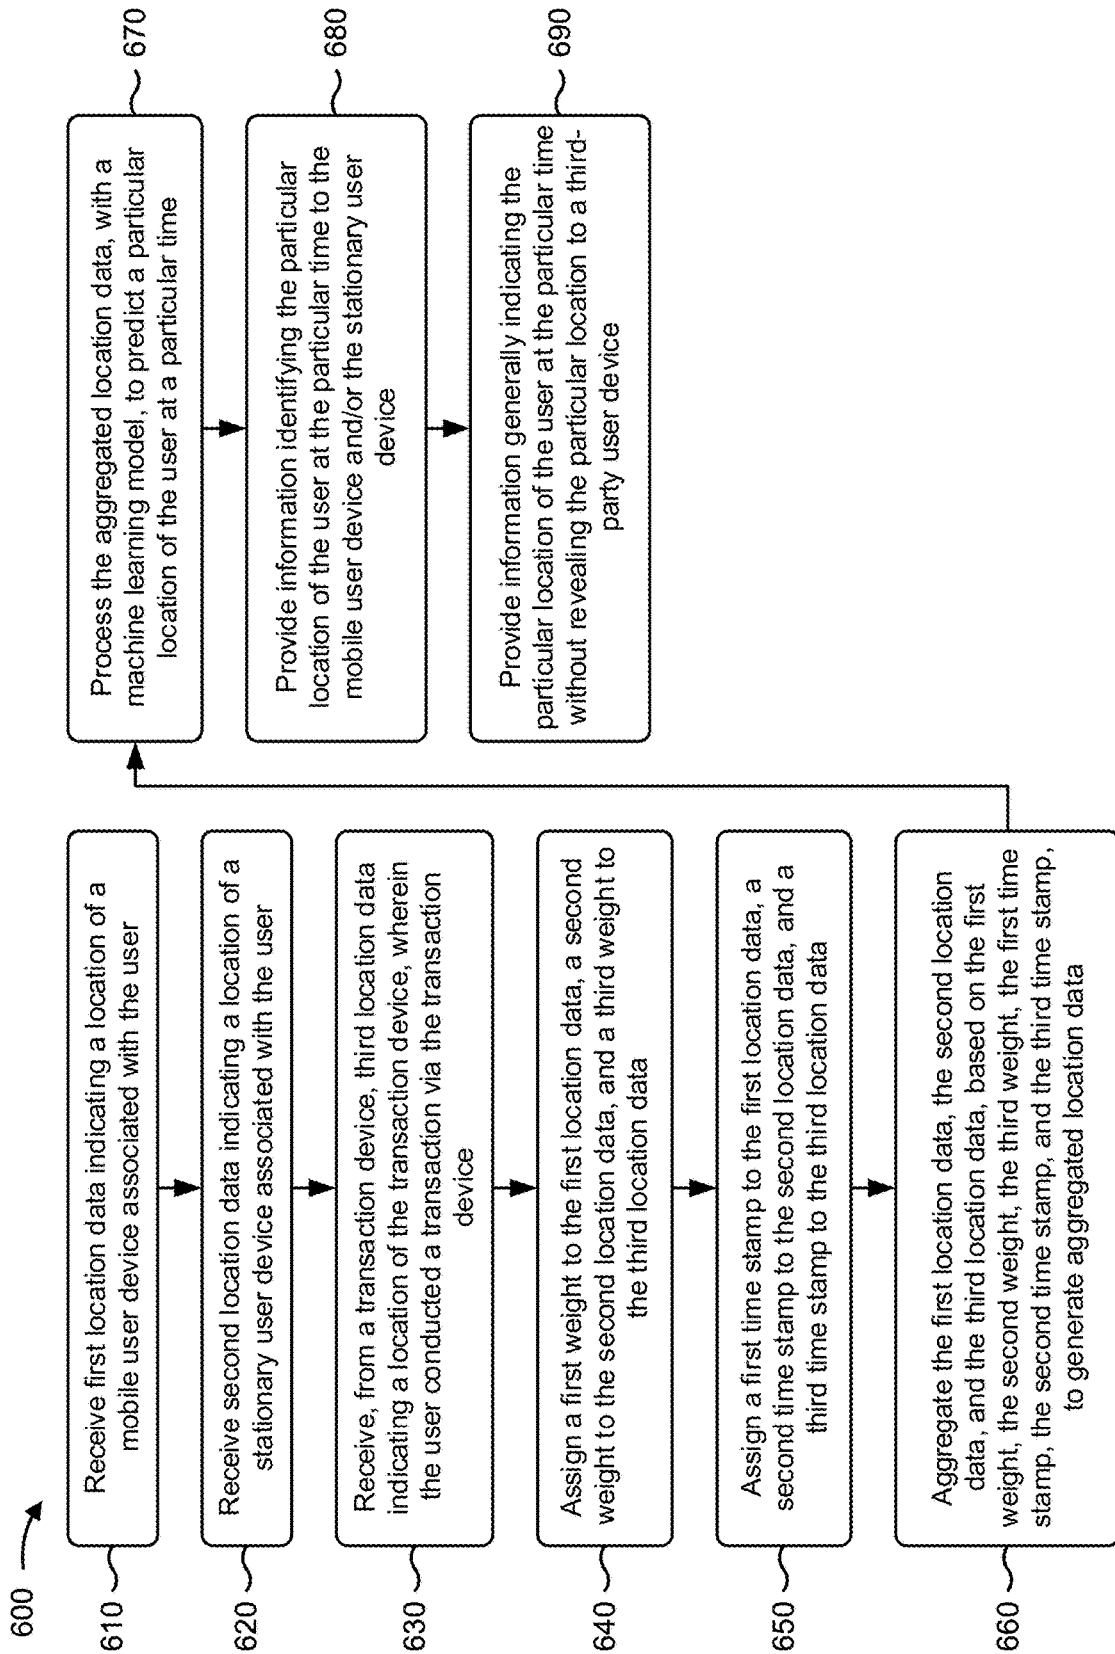 600
610
Receive first location data indicating a location of a
mobile user device associated with the user
620
Receive second location data indicating a location of a
stationary user device associated with the user
630
Receive, from a transaction device, third location data
indicating a location of the transaction device, wherein
the user conducted a transaction via the transaction
device
640
Assign a first weight to the first location data, a second
weight to the second location data, and a third weight to
the third location data
650
Assign a first time stamp to the first location data, a
second time stamp to the second location data, and a
third time stamp to the third location data
660
Aggregate the first location data, the second location
data, and the third location data, based on the first
weight, the second weight, the third weight, the first time
stamp, the second time stamp, and the third time stamp,
to generate aggregated location data
670
Process the aggregated location data, with a
machine learning model, to predict a particular
location of the user at a particular time
680
Provide information identifying the particular
location of the user at the particular time to the
mobile user device and/or the stationary user
device
690
Provide information generally indicating the
particular location of the user at the particular time
without revealing the particular location to a third-
party user device